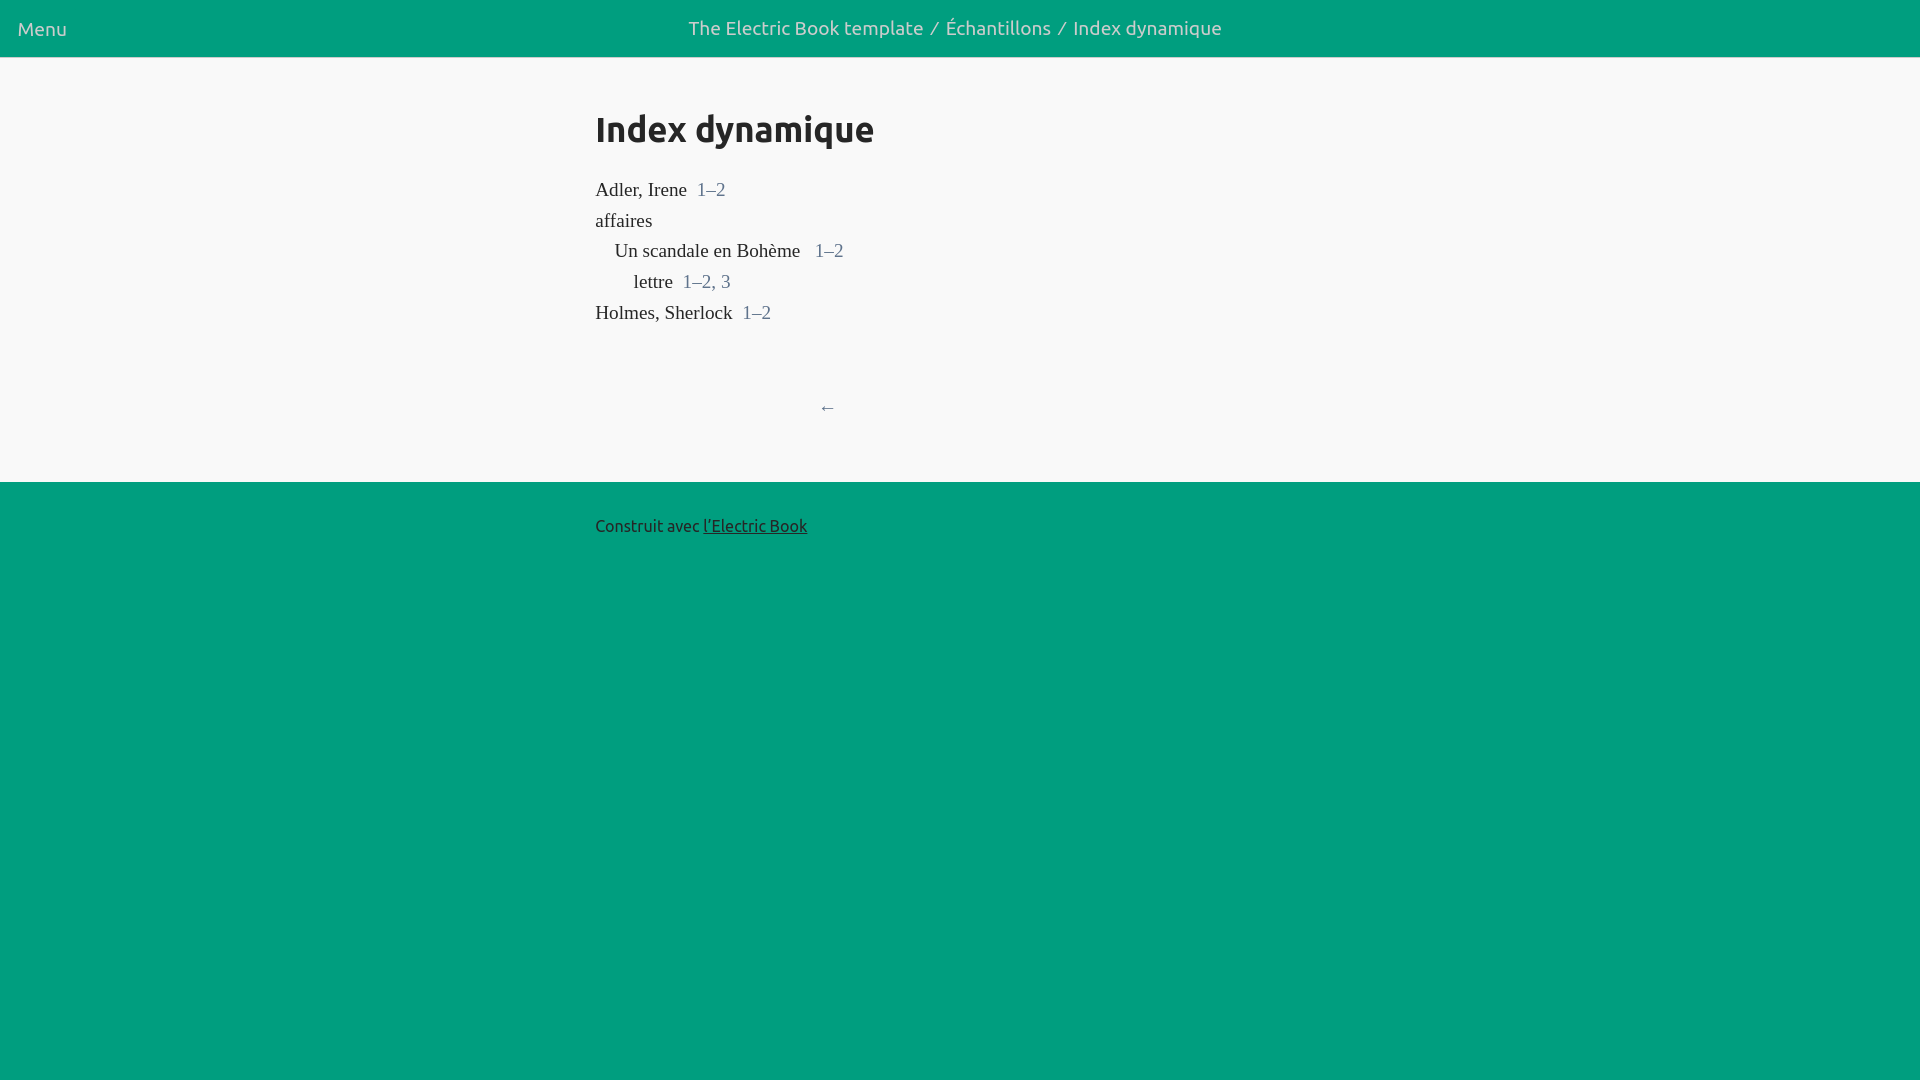 Menu
The Electric Book template / Échantillons / Index dynamique
Index dynamique
Adler, Irene 1–2
affaires
Un scandale en Bohème 1–2
lettre 1–2, 3
Holmes, Sherlock 1–2
←
Construit avec l’Electric Book